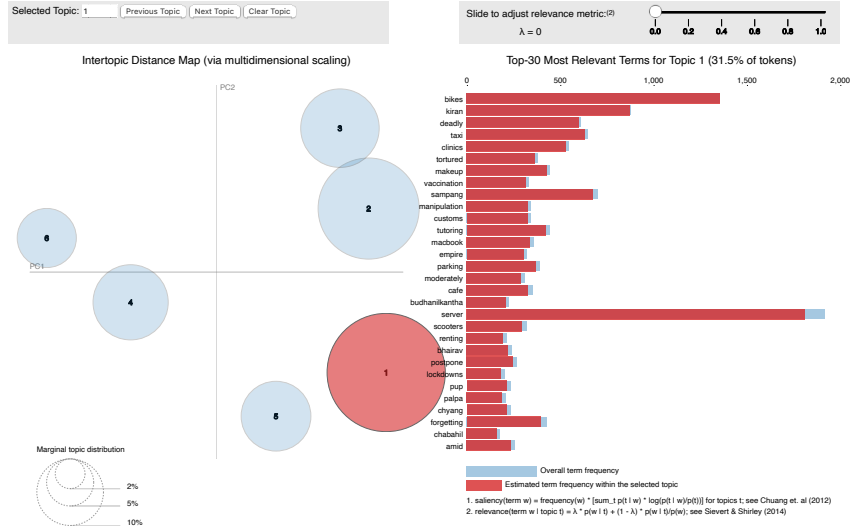 Selected Topic: 1 Previous Topic Next Topic Clear Topic
Slide to adjust relevance metric:(2)
λ = 0
0.0 0.2 0.4 0.6 0.8 1.0
Intertopic Distance Map (via multidimensional scaling)
PC2
PC1
3
2
6
4
1
5
Marginal topic distribution
2%
5%
10%
Top-30 Most Relevant Terms for Topic 1 (31.5% of tokens)
0 500 1,000 1,500 2,000
bikes
kiran
deadly
taxi
clinics
tortured
makeup
vaccination
sampang
manipulation
customs
tutoring
macbook
empire
parking
moderately
cafe
budhanilkantha
server
scooters
renting
bhairav
postpone
lockdowns
pup
palpa
chyang
forgetting
chabahil
amid
Overall term frequency
Estimated term frequency within the selected topic
1. saliency(term w) = frequency(w) * [sum_t p(t | w) * log(p(t | w)/p(t))] for topics t; see Chuang et. al (2012)
2. relevance(term w | topic t) = λ * p(w | t) + (1 - λ) * p(w | t)/p(w); see Sievert & Shirley (2014)